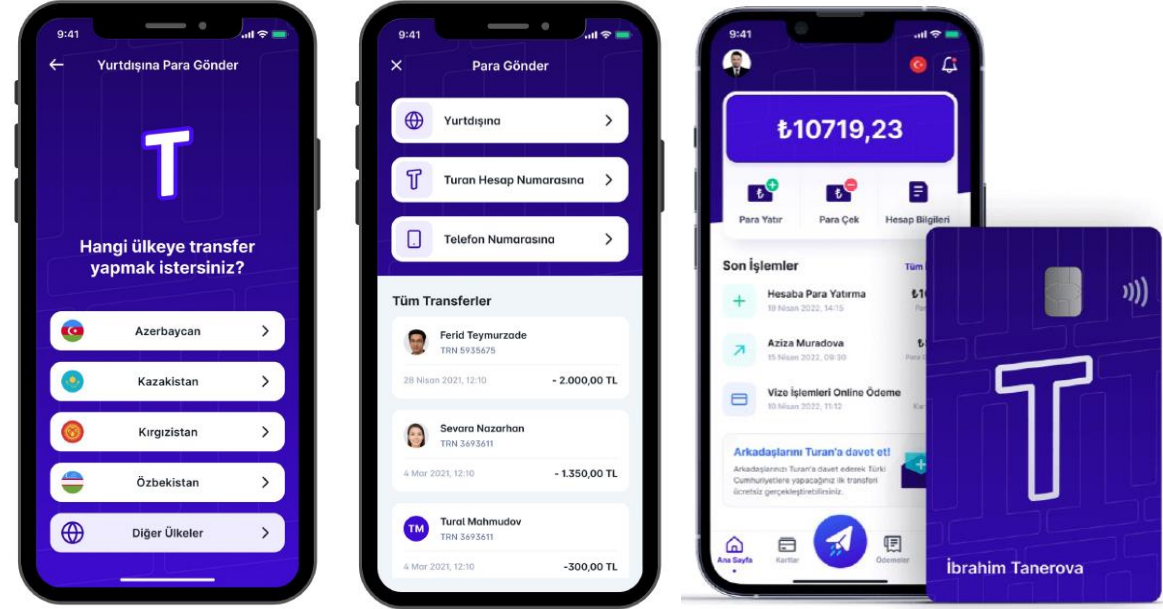 9:41
Yurtdışına Para Gönder
T
Hangi ülkeye transfer
yapmak istersiniz?
Azerbaycan
Kazakistan
Kırgızistan
Özbekistan
Diğer Ülkeler
9:41
Para Gönder
Yurtdışına
T Turan Hesap Numarasına
Telefon Numarasına
Tüm Transferler
Ferid Teymurzade
TRN 5935675
28 Nisan 2021, 12:10 - 2.000,00 TL
Sevara Nazarhan
TRN 3693611
4 Mar 2021, 12:10 - 1.350,00 TL
TM Tural Mahmudov
TRN 3693611
4 Mar 2021, 12:10 -300,00 TL
9:41
₺10719,23
Para Yatır Para Çek Hesap Bilgileri
Son İşlemler Tüm
Hesaba Para Yatırma
19 Nisan 2022, 14:15
Aziza Muradova
15 Nisan 2022, 09:30
Vize İşlemleri Online Ödeme
10 Nisan 2022, 11:12
Arkadaşlarını Turan'a davet et!
Arkadaşlarınızı Turan'a davet ederek Türki
Cumhuriyetlere yapacağınız ilk transferi
ücretsiz gerçekleştirebilirsiniz.
Ana Sayfa Kartlar Ödemeler
T
İbrahim Tanerova